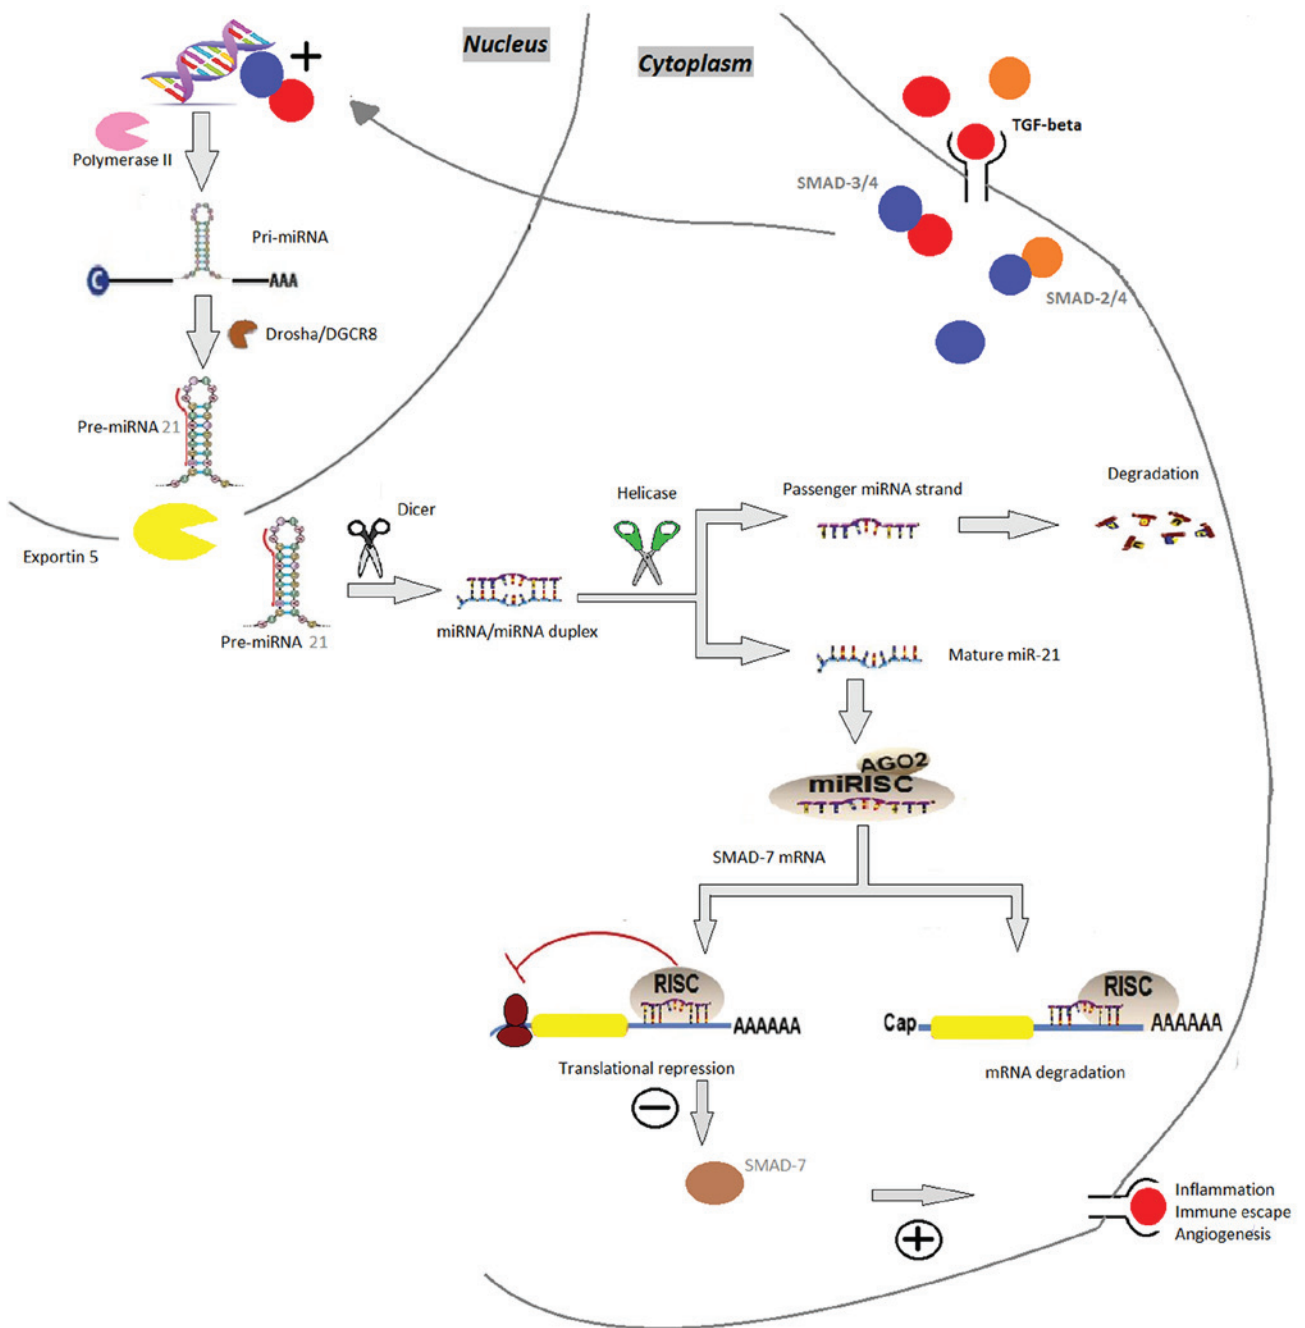 Nucleus
Cytoplasm
TGF-beta
Polymerase II
SMAD-3/4
Pri-miRNA
SMAD-2/4
C
AAA
Drosha/DGCR8
Pre-miRNA 21
Exportin 5
Dicer
Helicase
Passenger miRNA strand
Degradation
miRNA/miRNA duplex
Pre-miRNA 21
Mature miR-21
AGO2
miRISC
SMAD-7 mRNA
RISC
AAAAAA
RISC
Cap
AAAAAA
Translational repression
mRNA degradation
SMAD-7
Inflammation
Immune escape
Angiogenesis